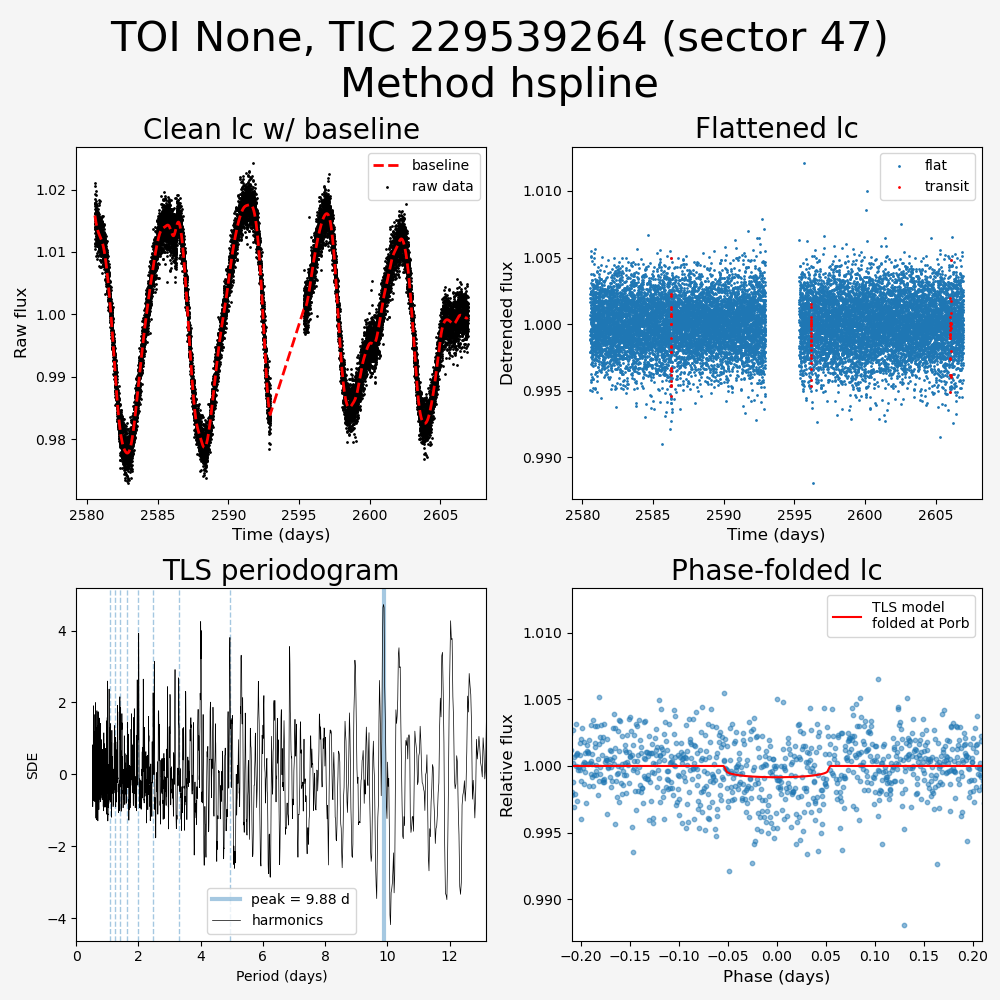 TOI None, TIC 229539264 (sector 47)
Method hspline
Clean lc w/ baseline
baseline
raw data
1.02
1.01
1.00
0.99
0.98
Raw flux
2580
2585
2590
2595
2600
2605
Time (days)
Flattened lc
flat
transit
1.010
1.005
1.000
0.995
0.990
Detrended flux
2580
2585
2590
2595
2600
2605
Time (days)
TLS periodogram
4
2
0
−2
−4
SDE
peak = 9.88 d
harmonics
0
2
4
6
8
10
12
Period (days)
Phase-folded lc
TLS model
folded at Porb
1.010
1.005
1.000
0.995
0.990
Relative flux
−0.20
−0.15
−0.10
−0.05
0.00
0.05
0.10
0.15
0.20
Phase (days)